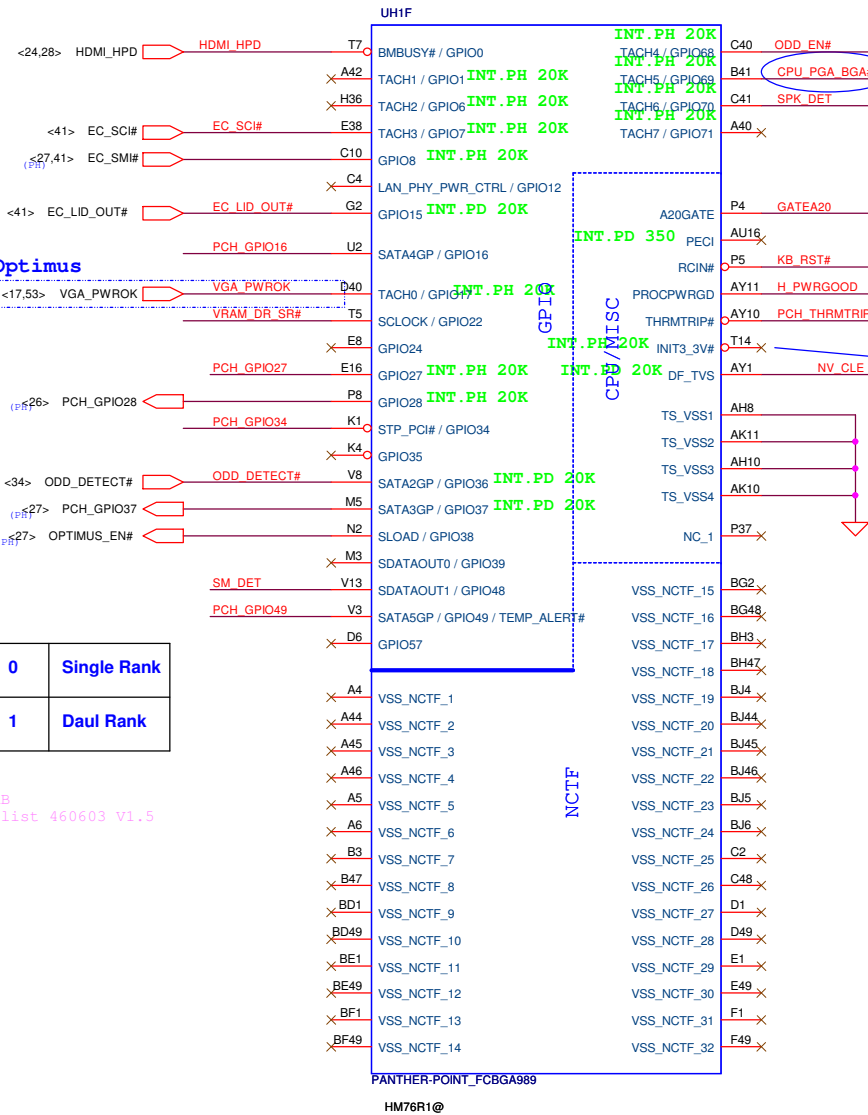 UH1F
<24,28> HDMI_HPD HDMI_HPD T7 BMBUSY# / GPIO0 INT.PH 20K TACH4 / GPIO68 C40 ODD_EN#
A42 TACH1 / GPIO1 INT.PH 20K INT.PH 20K TACH5 / GPIO69 B41 CPU_PGA_BGA#
H36 TACH2 / GPIO6 INT.PH 20K INT.PH 20K TACH6 / GPIO70 C41 SPK_DET
<41> EC_SCI# EC_SCI# E38 TACH3 / GPIO7 INT.PH 20K INT.PH 20K TACH7 / GPIO71 A40
(PH) <27,41> EC_SMI# C10 GPIO8 INT.PH 20K
C4 LAN_PHY_PWR_CTRL / GPIO12
<41> EC_LID_OUT# EC_LID_OUT# G2 GPIO15 INT.PD 20K A20GATE P4 GATEA20
INT.PD 350 PECI AU16
PCH_GPIO16 U2 SATA4GP / GPIO16
RCIN# P5 KB_RST#
Optimus
<17,53> VGA_PWROK VGA_PWROK D40 TACH0 / GPIO17 INT.PH 20K PROCPWRGD AY11 H_PWRGOOD
VRAM_DR_SR# T5 SCLOCK / GPIO22 THRMTRIP# AY10 PCH_THRMTRIP
E8 GPIO24 INT.PH 20K INIT3_3V# T14
PCH_GPIO27 E16 GPIO27 INT.PH 20K INT.PD 20K DF_TVS AY1 NV_CLE
GPIO
CPU/MISC
(PH) <26> PCH_GPIO28 P8 GPIO28 INT.PH 20K
PCH_GPIO34 K1 STP_PCI# / GPIO34 TS_VSS1 AH8
K4 GPIO35 TS_VSS2 AK11
<34> ODD_DETECT# ODD_DETECT# V8 SATA2GP / GPIO36 INT.PD 20K TS_VSS3 AH10
(PH) <27> PCH_GPIO37 M5 SATA3GP / GPIO37 INT.PD 20K TS_VSS4 AK10
PH) <27> OPTIMUS_EN# N2 SLOAD / GPIO38 NC_1 P37
M3 SDATAOUT0 / GPIO39
SM_DET V13 SDATAOUT1 / GPIO48 VSS_NCTF_15 BG2
PCH_GPIO49 V3 SATA5GP / GPIO49 / TEMP_ALERT# VSS_NCTF_16 BG48
D6 GPIO57 VSS_NCTF_17 BH3
0 Single Rank
VSS_NCTF_18 BH47
A4 VSS_NCTF_1 VSS_NCTF_19 BJ4
1 Daul Rank
A44 VSS_NCTF_2 VSS_NCTF_20 BJ44
A45 VSS_NCTF_3 VSS_NCTF_21 BJ45
A46 VSS_NCTF_4 VSS_NCTF_22 BJ46
NCTF
B
list 460603 V1.5
A5 VSS_NCTF_5 VSS_NCTF_23 BJ5
A6 VSS_NCTF_6 VSS_NCTF_24 BJ6
B3 VSS_NCTF_7 VSS_NCTF_25 C2
B47 VSS_NCTF_8 VSS_NCTF_26 C48
BD1 VSS_NCTF_9 VSS_NCTF_27 D1
BD49 VSS_NCTF_10 VSS_NCTF_28 D49
BE1 VSS_NCTF_11 VSS_NCTF_29 E1
BE49 VSS_NCTF_12 VSS_NCTF_30 E49
BF1 VSS_NCTF_13 VSS_NCTF_31 F1
BF49 VSS_NCTF_14 VSS_NCTF_32 F49
PANTHER-POINT_FCBGA989
HM76R1@